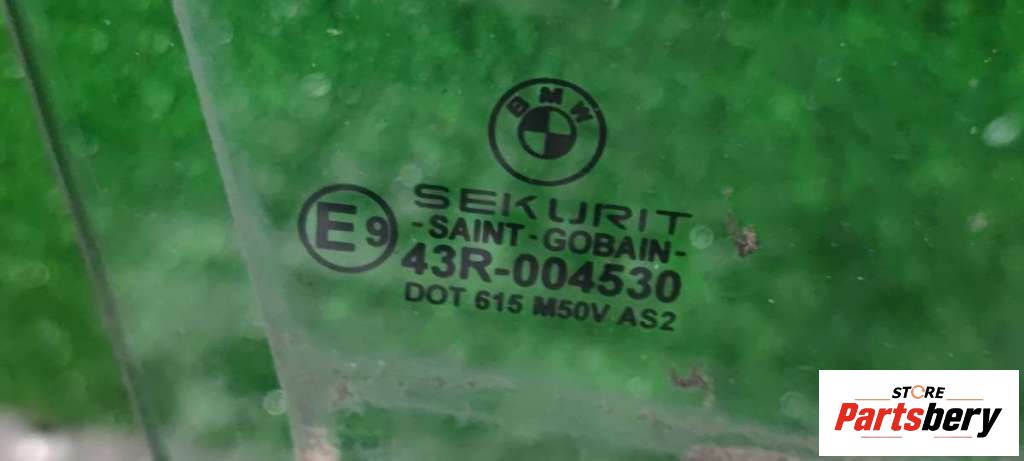 BMW
SEKURIT
-SAINT-GOBAIN-
E9
43R-004530
DOT 615 M50V AS2
STORE
Partsbery